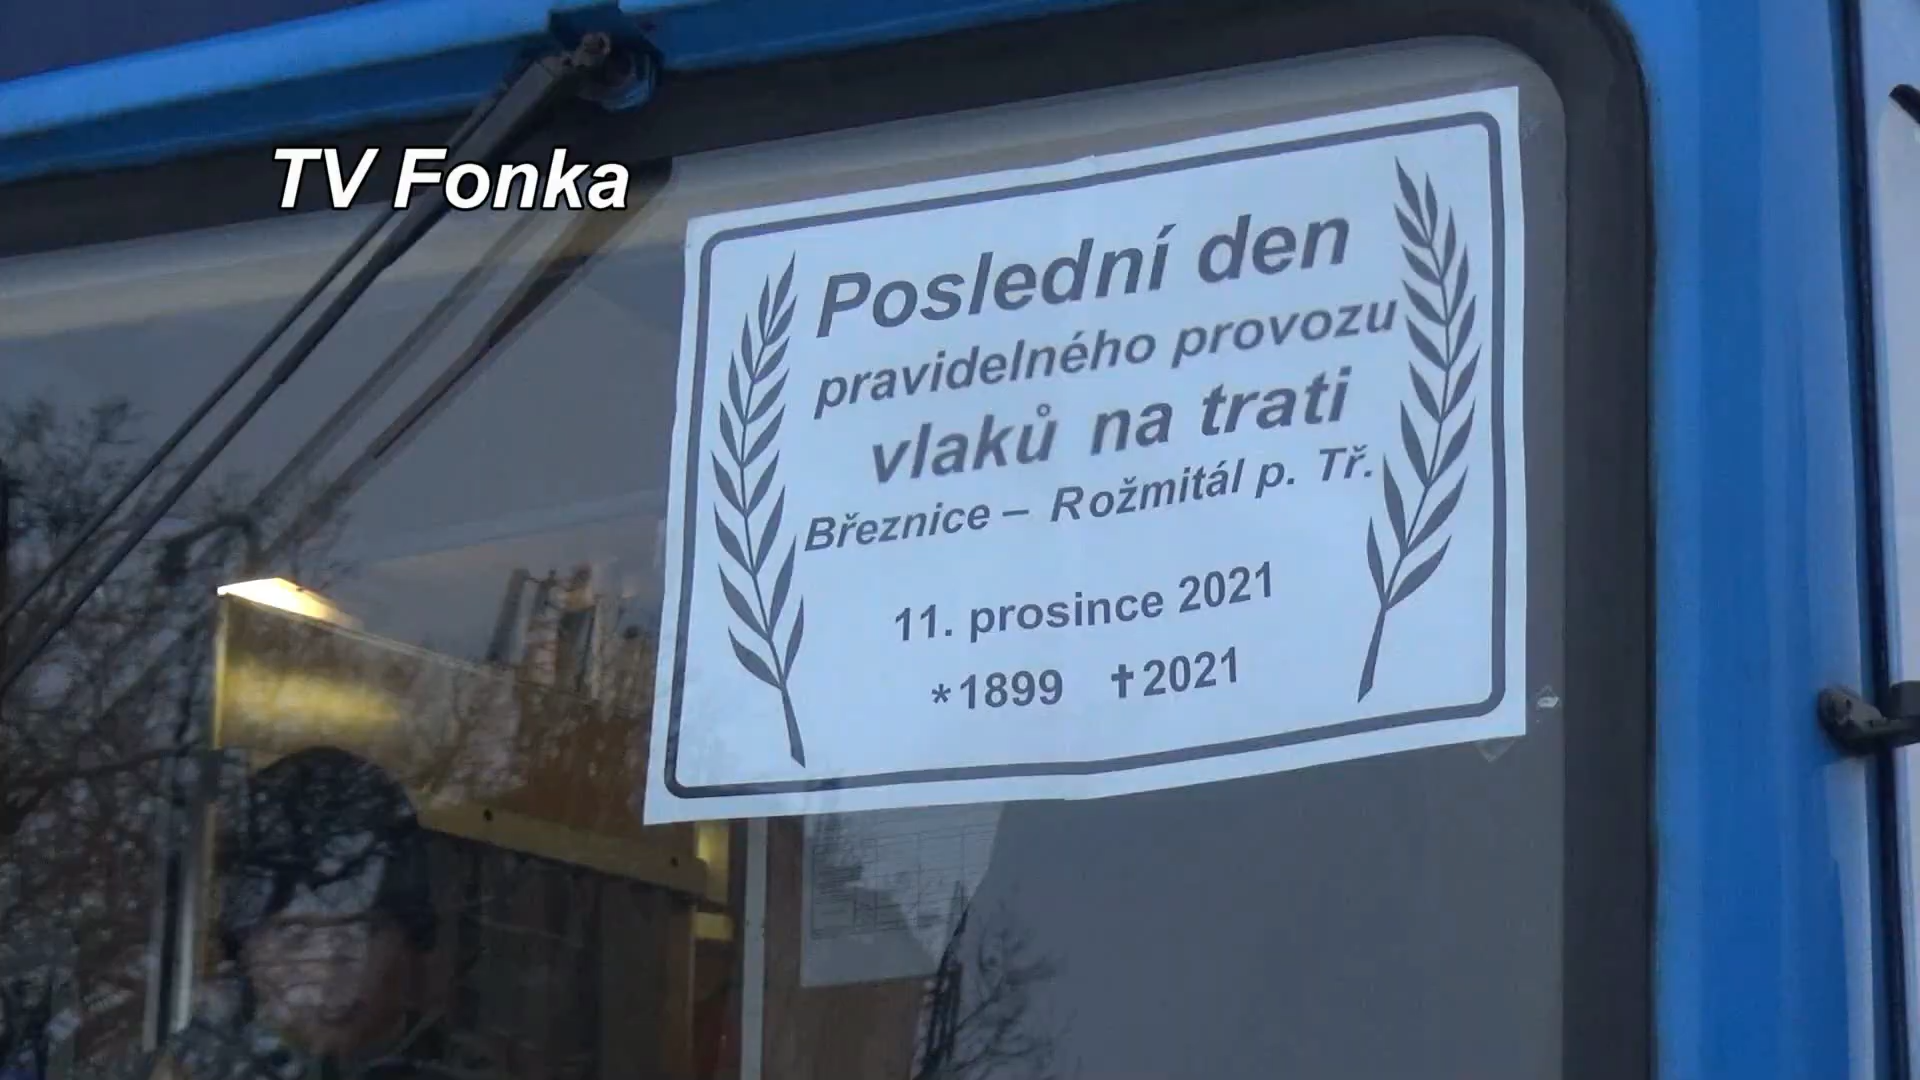 TV Fonka
Poslední den
pravidelného provozu
vlaků na trati
Březnice – Rožmitál p. Tř.
11. prosince 2021
*1899 †2021